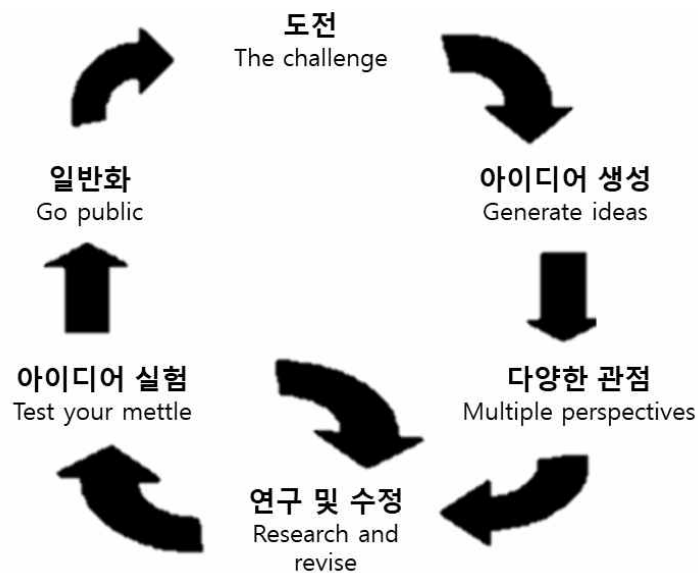 도전
The challenge
아이디어 생성
Generate ideas
다양한 관점
Multiple perspectives
연구 및 수정
Research and
revise
아이디어 실험
Test your mettle
일반화
Go public